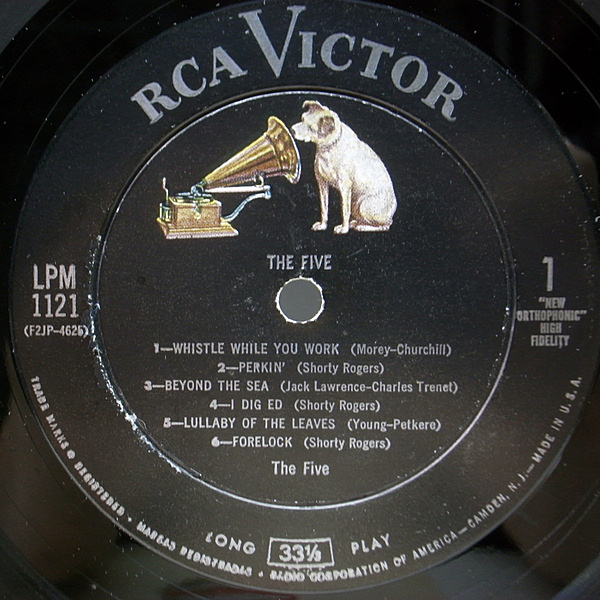 RCA VICTOR
THE FIVE
LPM
1121
(F2JP-4625)
1
"NEW
ORTHOPHONIC"
HIGH
FIDELITY
1—WHISTLE WHILE YOU WORK (Morey-Churchill)
2—PERKIN' (Shorty Rogers)
3—BEYOND THE SEA (Jack Lawrence-Charles Trenet)
4—I DIG ED (Shorty Rogers)
5—LULLABY OF THE LEAVES (Young-Petkere)
6—FORELOCK (Shorty Rogers)
The Five
LONG 33⅓ PLAY
TRADE MARKS ® REGISTERED • MARCAS REGISTRADAS • RADIO CORPORATION OF AMERICA—CAMDEN, N.J.—MADE IN U.S.A.